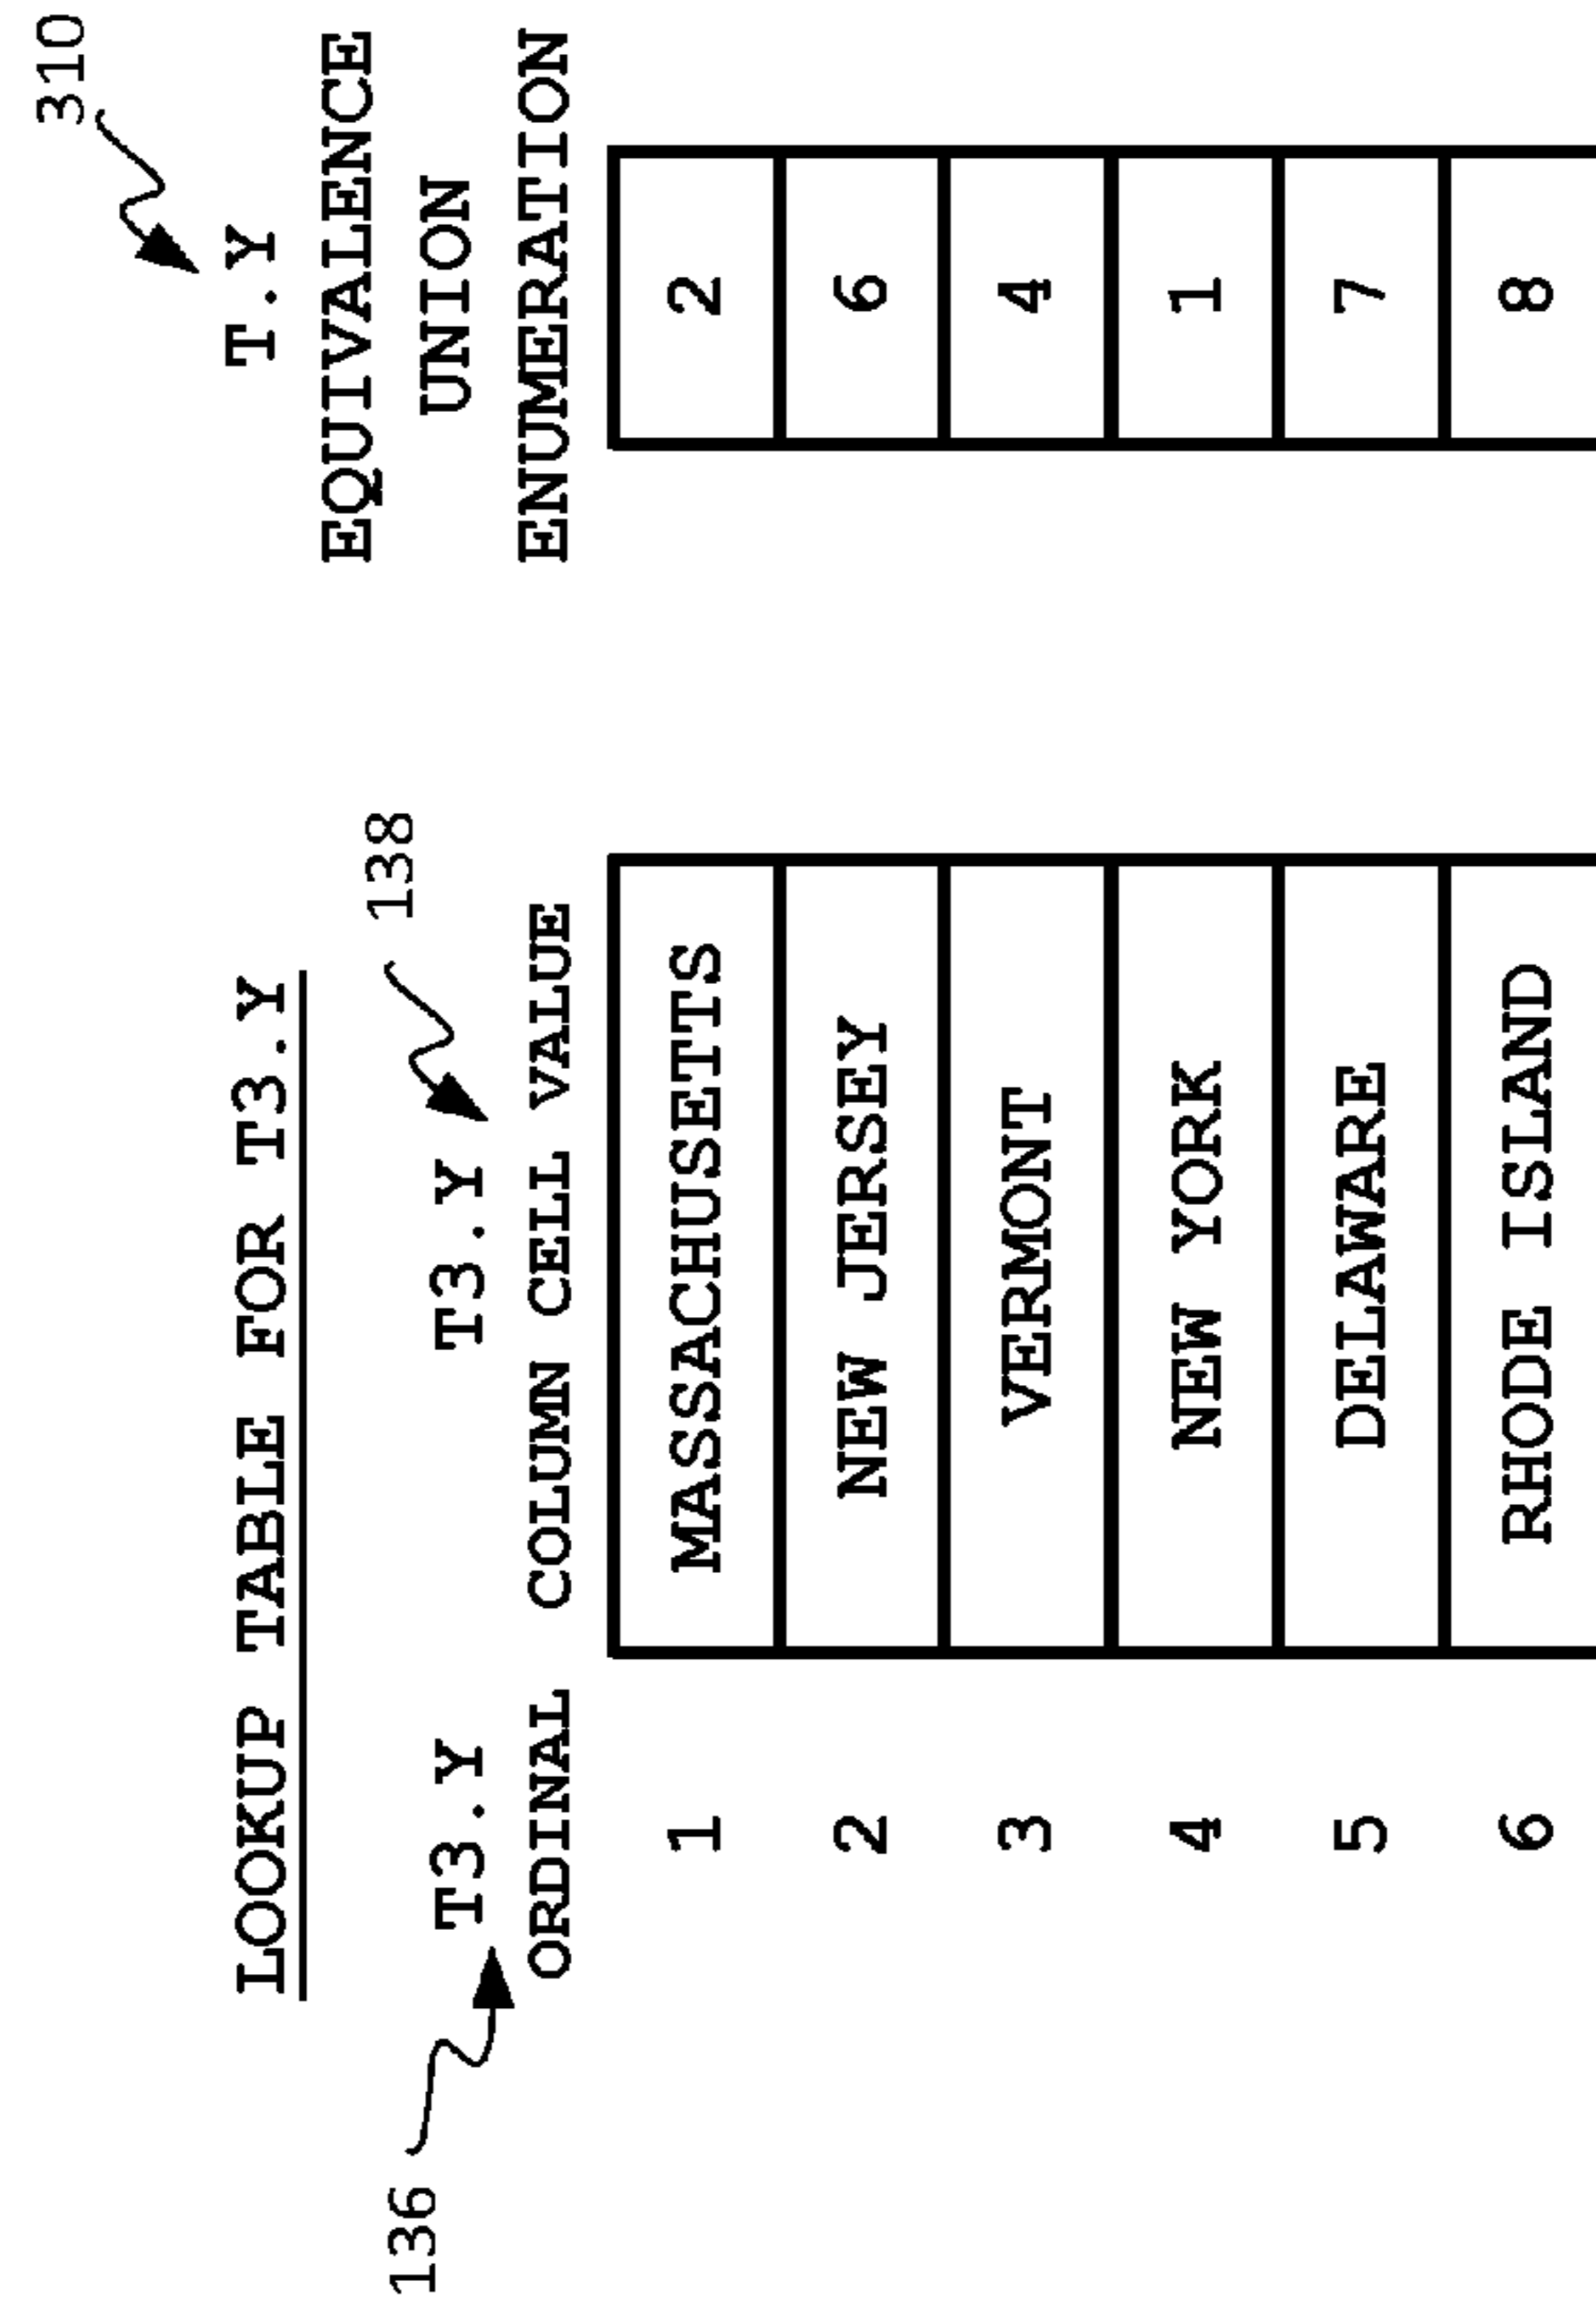 310
T.Y
LOOKUP TABLE FOR T3.Y
EQUIVALENCE
138
UNION
136
T3.Y T3.Y
ORDINAL COLUMN CELL VALUE ENUMERATION
1 MASSACHUSETTS 2
2 NEW JERSEY 6
3 VERMONT 4
4 NEW YORK 1
5 DELAWARE 7
6 RHODE ISLAND 8